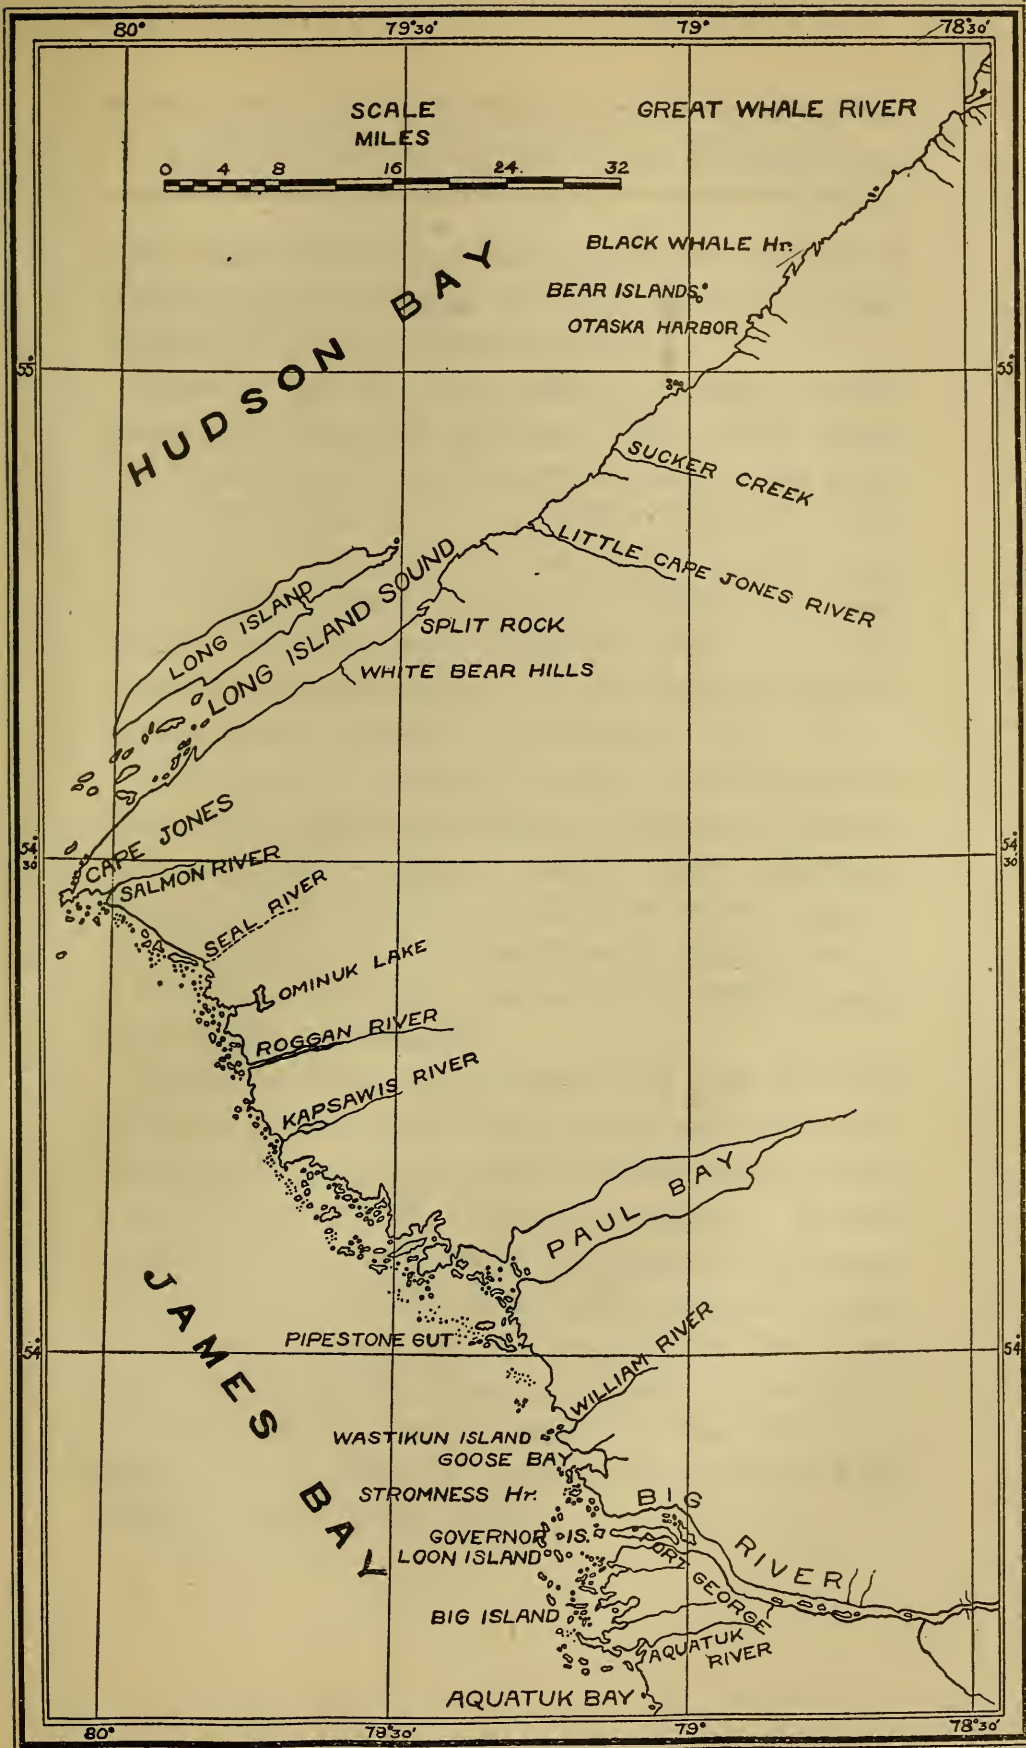 80° 79°30' 79° 78°30'
SCALE
MILES
0 4 8 16 24. 32
GREAT WHALE RIVER
BLACK WHALE Hr.
BEAR ISLANDS
OTASKA HARBOR
HUDSON BAY
55° 55°
SUCKER CREEK
LITTLE CAPE JONES RIVER
LONG ISLAND
LONG ISLAND SOUND
SPLIT ROCK
WHITE BEAR HILLS
CAPE JONES
54° 30' 54° 30'
SALMON RIVER
SEAL RIVER
OMINUK LAKE
ROGGAN RIVER
KAPSAWIS RIVER
PAUL BAY
JAMES BAY
PIPESTONE GUT
54° 54°
WILLIAM RIVER
WASTIKUN ISLAND
GOOSE BAY
STROMNESS Hr.
BIG RIVER
GOVERNOR IS.
LOON ISLAND
FORT GEORGE
BIG ISLAND
AQUATUK
RIVER
AQUATUK BAY
80° 79°30' 79° 78°30'